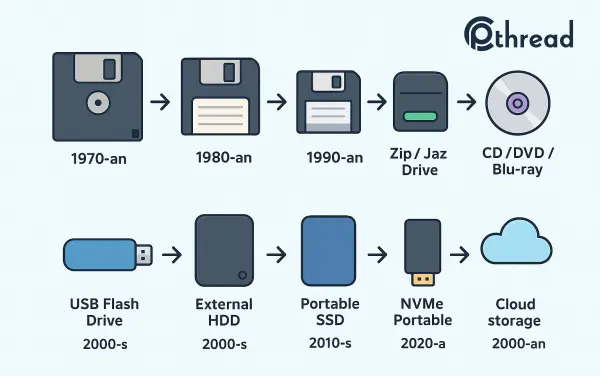 Pthread
1970-an
1980-an
1990-an
Zip / Jaz
Drive
CD /DVD /
Blu-ray
USB Flash
Drive
2000-s
External
HDD
2000-s
Portable
SSD
2010-s
NVMe
Portable
2020-a
Cloud
storage
2000-an